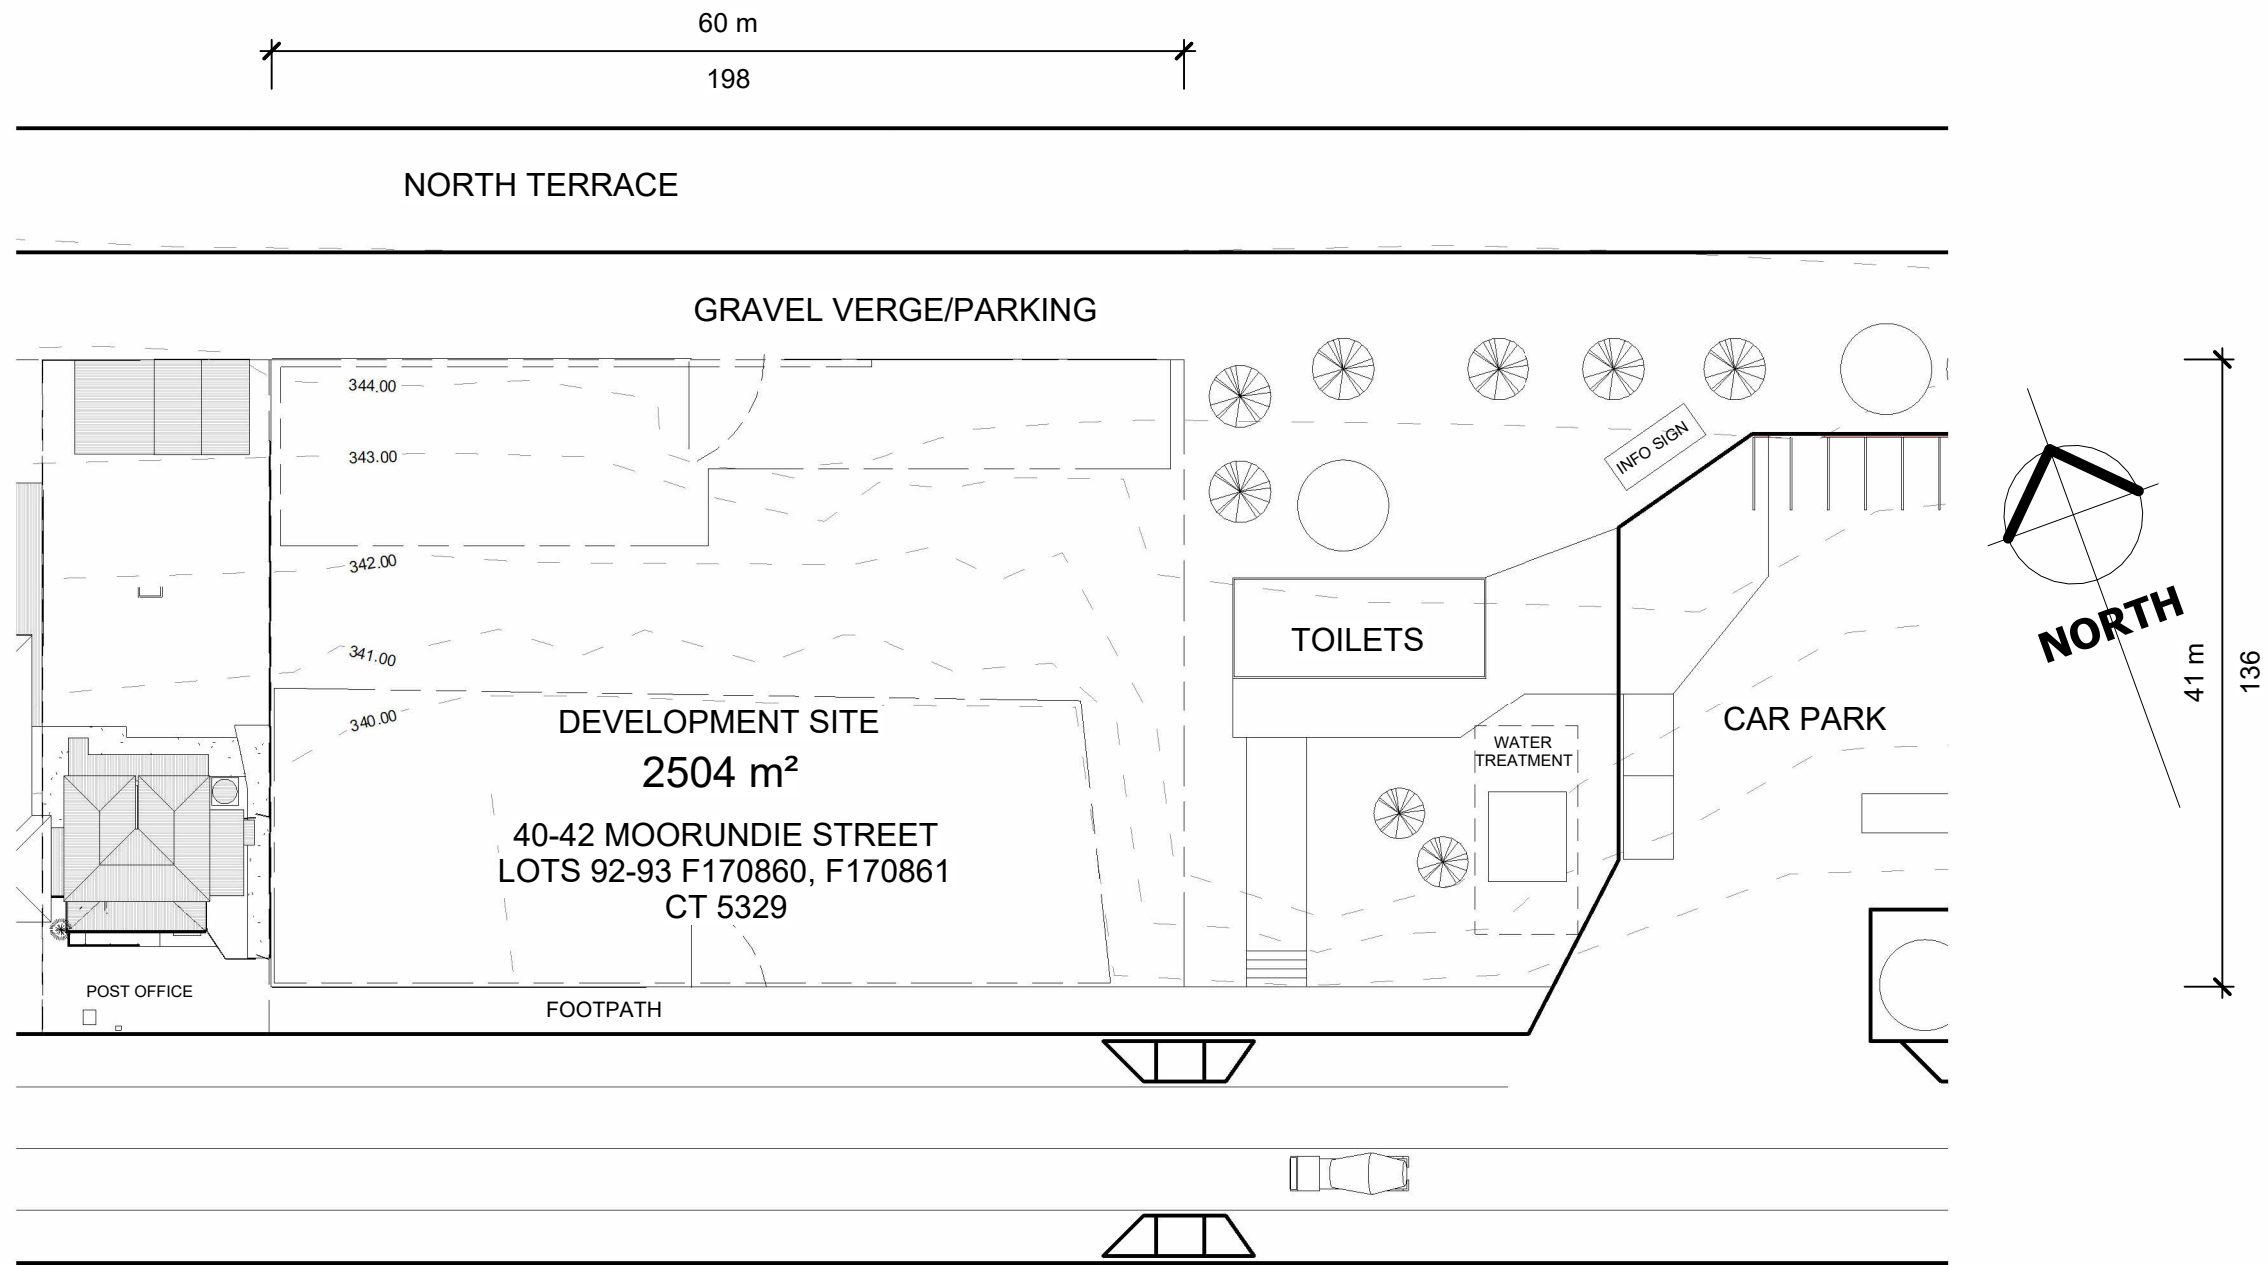 60 m
198
NORTH TERRACE
GRAVEL VERGE/PARKING
344.00
INFO SIGN
343.00
342.00
NORTH
TOILETS
341.00
41 m
136
340.00
DEVELOPMENT SITE
2504 m²
CAR PARK
WATER
TREATMENT
40-42 MOORUNDIE STREET
LOTS 92-93 F170860, F170861
CT 5329
POST OFFICE
FOOTPATH